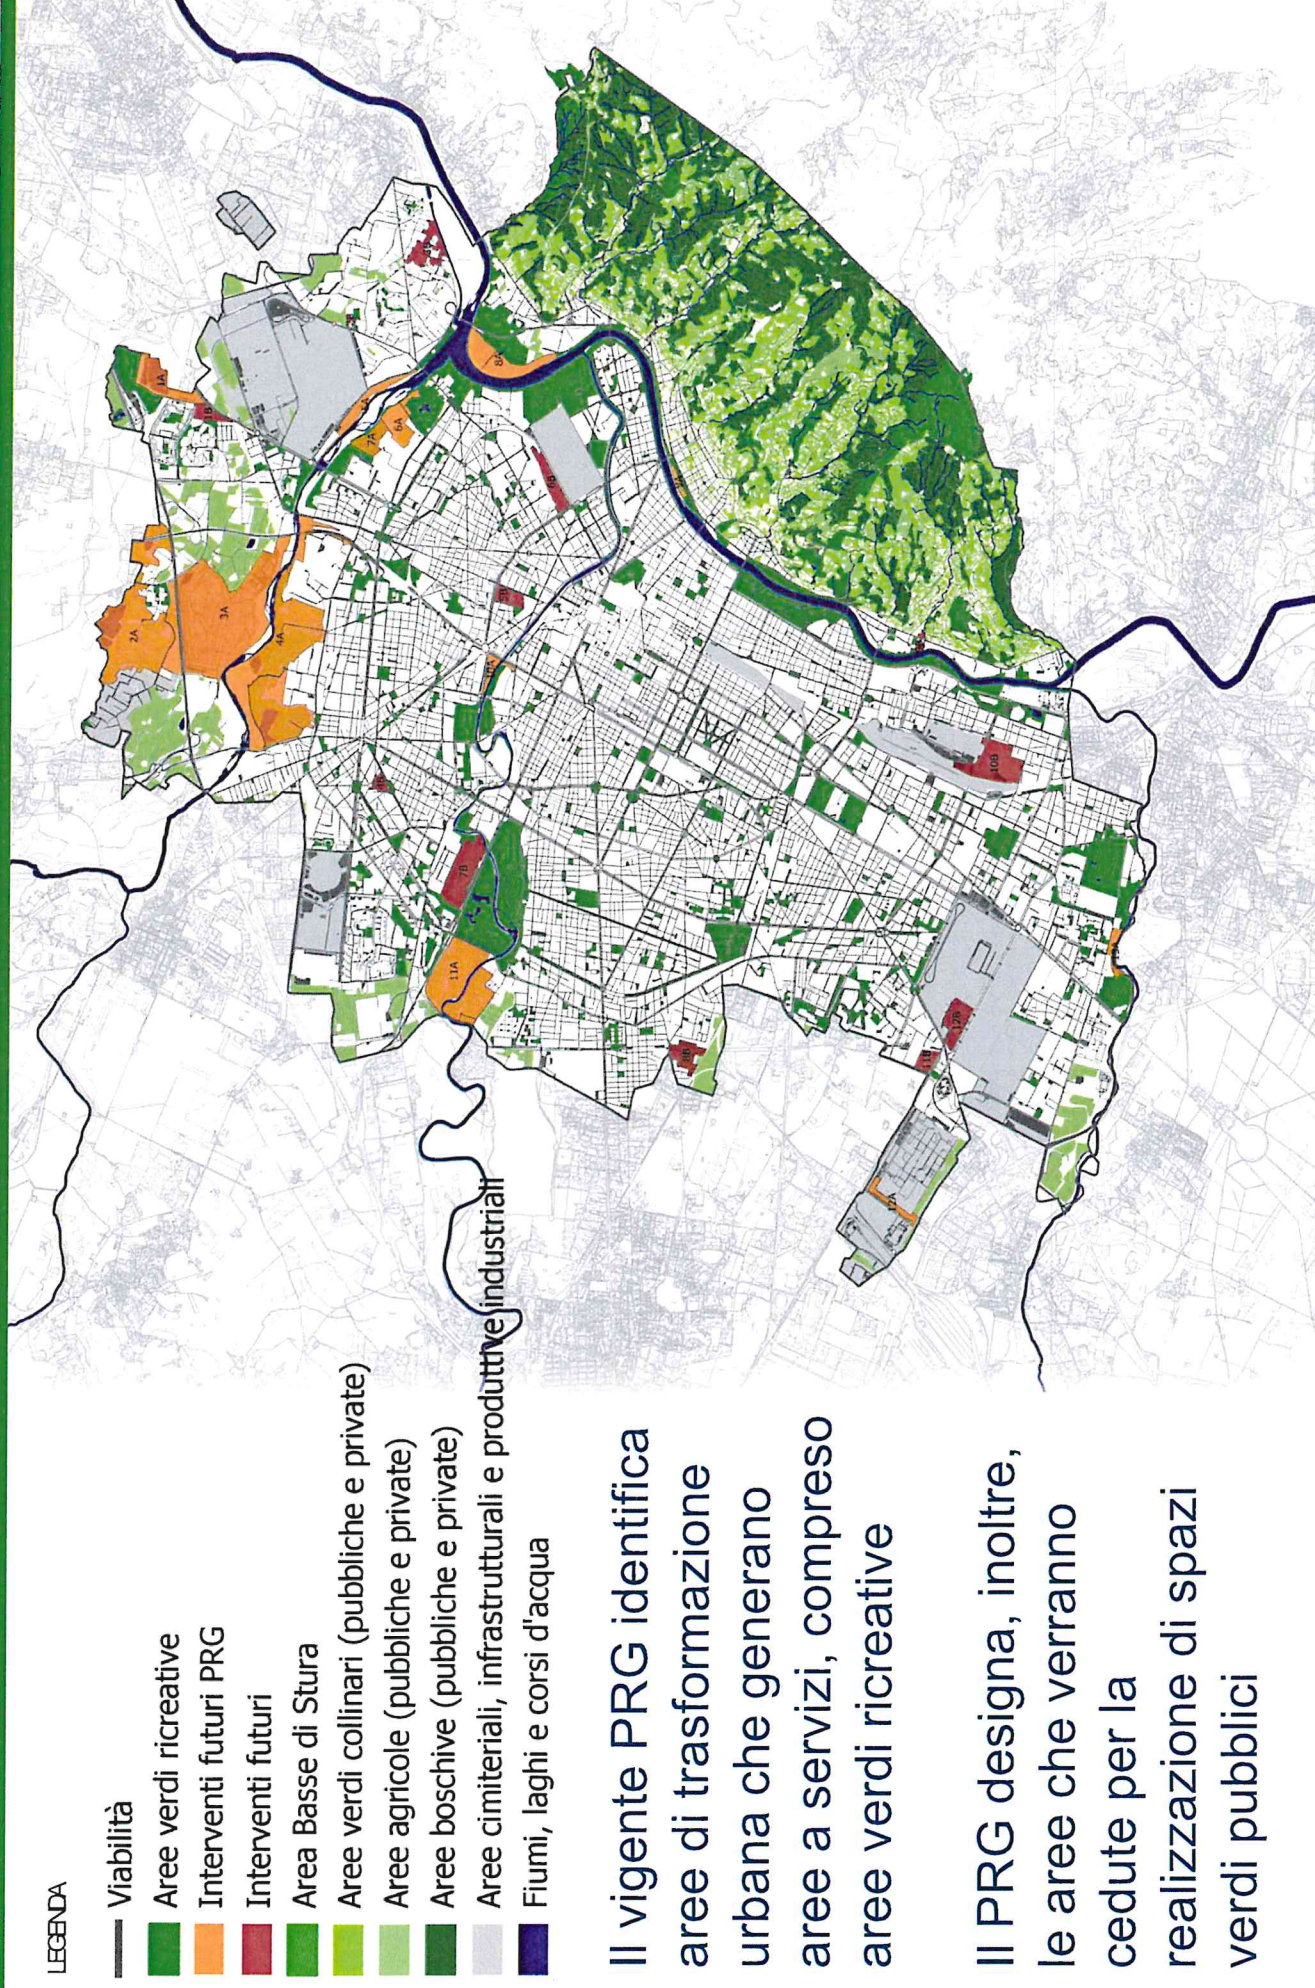 LEGENDA
Viabilità
Aree verdi ricreative
Interventi futuri PRG
Interventi futuri
Area Basse di Stura
Aree verdi collinari (pubbliche e private)
Aree agricole (pubbliche e private)
Aree boschive (pubbliche e private)
Aree cimiteriali, infrastrutturali e produttive industriali
Fiumi, laghi e corsi d'acqua
Il vigente PRG identifica
aree di trasformazione
urbana che generano
aree a servizi, compreso
aree verdi ricreative
Il PRG designa, inoltre,
le aree che verranno
cedute per la
realizzazione di spazi
verdi pubblici
1A
2A
3A
4A
7A
6A
8A
11A
7B
10B
12B